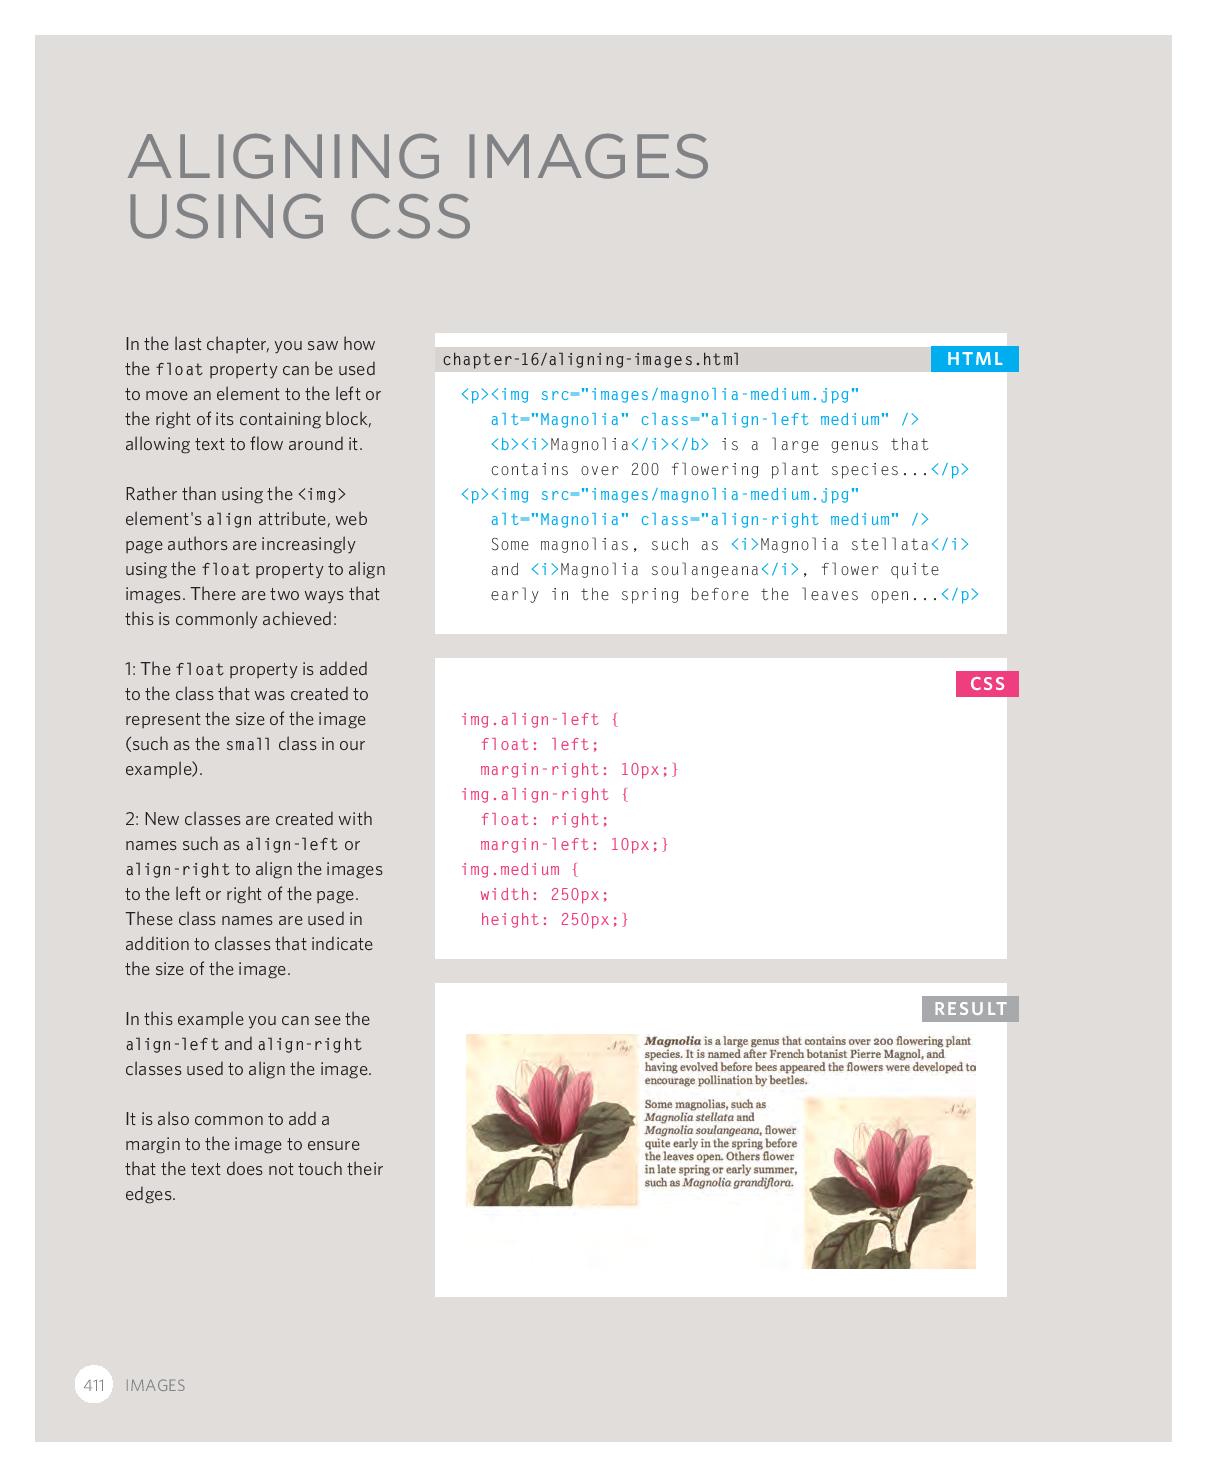 ALIGNING IMAGES
USING CSS
In the last chapter, you saw how
the float property can be used
to move an element to the left or
the right of its containing block,
allowing text to flow around it.
Rather than using the <img>
element's align attribute, web
page authors are increasingly
using the float property to align
images. There are two ways that
this is commonly achieved:
1: The float property is added
to the class that was created to
represent the size of the image
(such as the small class in our
example).
2: New classes are created with
names such as align-left or
align-right to align the images
to the left or right of the page.
These class names are used in
addition to classes that indicate
the size of the image.
In this example you can see the
align-left and align-right
classes used to align the image.
It is also common to add a
margin to the image to ensure
that the text does not touch their
edges.
chapter-16/aligning-images.html HTML
<p><img src="images/magnolia-medium.jpg"
alt="Magnolia" class="align-left medium" />
<b><i>Magnolia</i></b> is a large genus that
contains over 200 flowering plant species...</p>
<p><img src="images/magnolia-medium.jpg"
alt="Magnolia" class="align-right medium" />
Some magnolias, such as <i>Magnolia stellata</i>
and <i>Magnolia soulangeana</i>, flower quite
early in the spring before the leaves open...</p>
CSS
img.align-left {
float: left;
margin-right: 10px;}
img.align-right {
float: right;
margin-left: 10px;}
img.medium {
width: 250px;
height: 250px;}
RESULT
Magnolia is a large genus that contains over 200 flowering plant
species. It is named after French botanist Pierre Magnol, and
having evolved before bees appeared the flowers were developed to
encourage pollination by beetles.
Some magnolias, such as
Magnolia stellata and
Magnolia soulangeana, flower
quite early in the spring before
the leaves open. Others flower
in late spring or early summer,
such as Magnolia grandiflora.
411 IMAGES